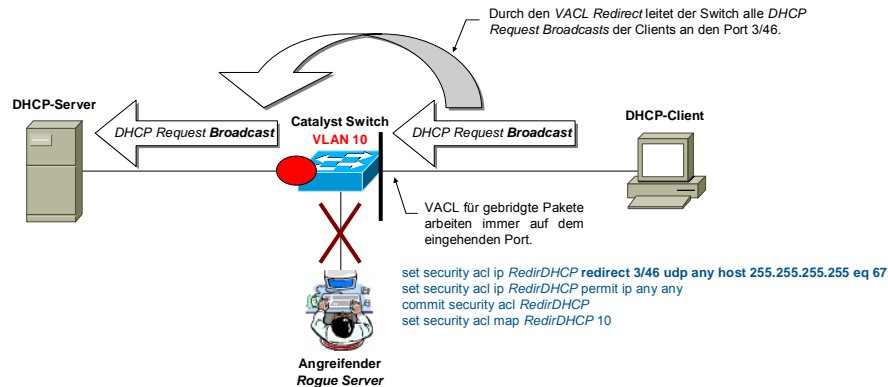 Durch den VACL Redirect leitet der Switch alle DHCP
Request Broadcasts der Clients an den Port 3/46.
DHCP-Server
DHCP Request Broadcast
Catalyst Switch
VLAN 10
DHCP Request Broadcast
DHCP-Client
VACL für gebridgte Pakete
arbeiten immer auf dem
eingehenden Port.
set security acl ip RedirDHCP redirect 3/46 udp any host 255.255.255.255 eq 67
set security acl ip RedirDHCP permit ip any any
commit security acl RedirDHCP
set security acl map RedirDHCP 10
Angreifender
Rogue Server